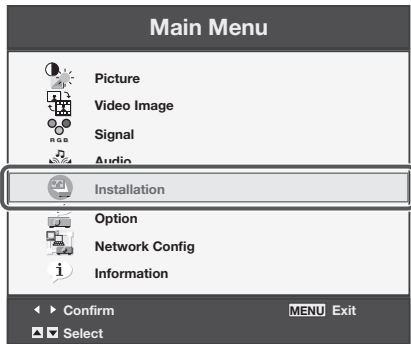 Main Menu
Picture
Video Image
RGB
Signal
Audio
Installation
Option
Network Config
i
Information
◀ ▶ Confirm
MENU Exit
▲ ▼ Select